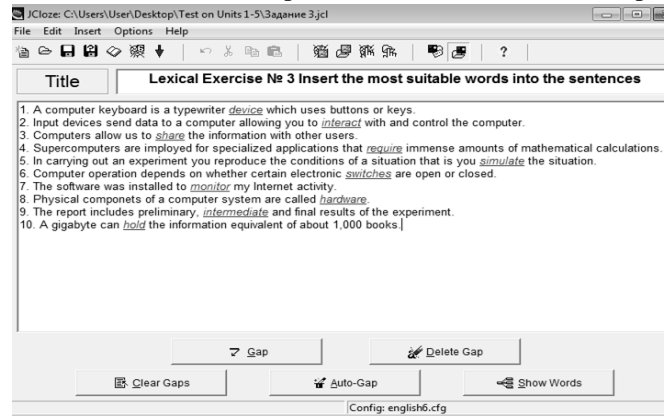 JCloze: C:\Users\User\Desktop\Test on Units 1-5\Задание 3.jcl
File Edit Insert Options Help
?
Title
Lexical Exercise № 3 Insert the most suitable words into the sentences
1. A computer keyboard is a typewriter device which uses buttons or keys.
2. Input devices send data to a computer allowing you to interact with and control the computer.
3. Computers allow us to share the information with other users.
4. Supercomputers are imployed for specialized applications that require immense amounts of mathematical calculations.
5. In carrying out an experiment you reproduce the conditions of a situation that is you simulate the situation.
6. Computer operation depends on whether certain electronic switches are open or closed.
7. The software was installed to monitor my Internet activity.
8. Physical componets of a computer system are called hardware.
9. The report includes preliminary, intermediate and final results of the experiment.
10. A gigabyte can hold the information equivalent of about 1,000 books.
Gap Delete Gap
Clear Gaps Auto-Gap Show Words
Config: english6.cfg